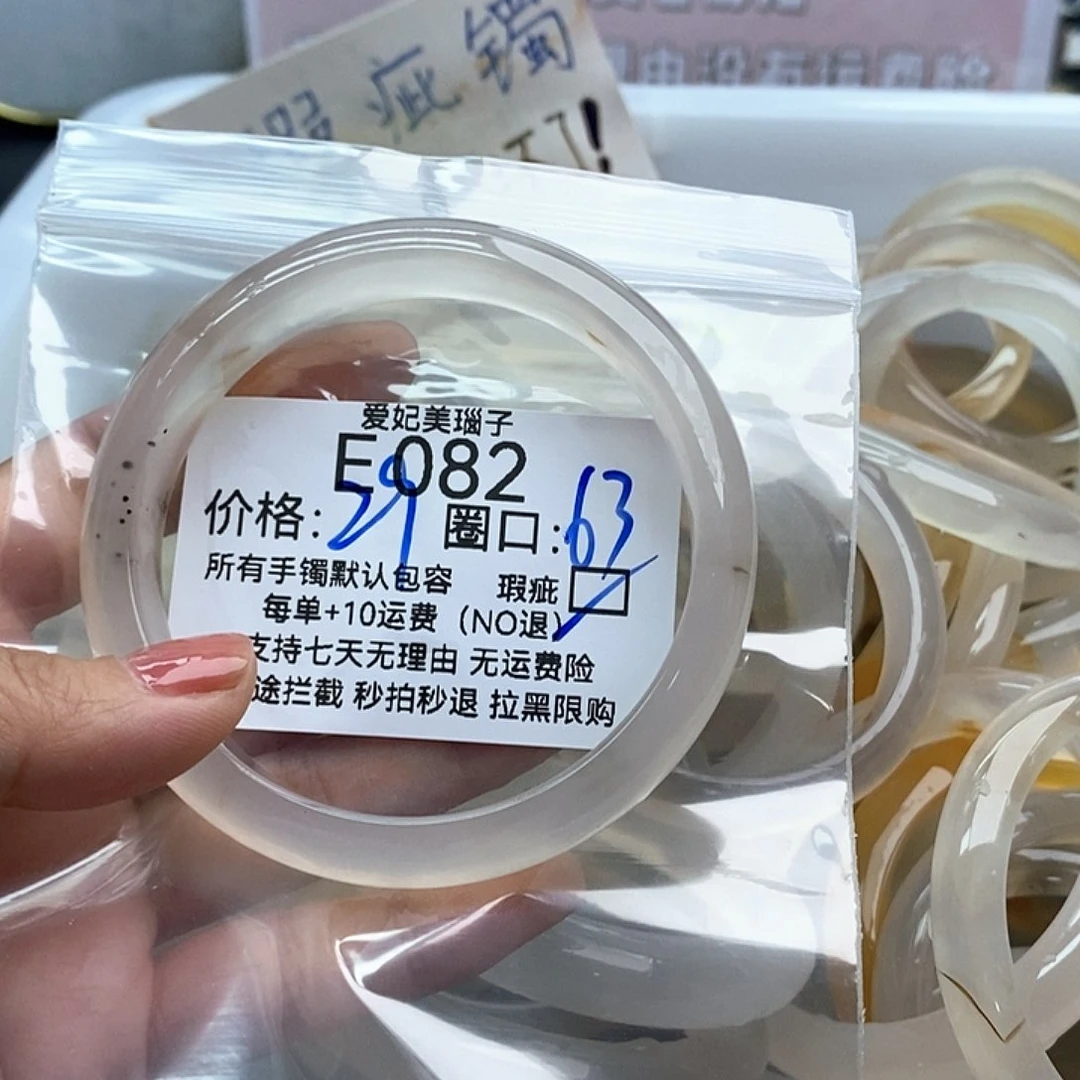 瑕疵镯
爱妃美瑙子
E082
价格:29 圈口:63
所有手镯默认包容 瑕疵
每单+10运费（NO退）
支持七天无理由 无运费险
途拦截 秒拍秒退 拉黑限购